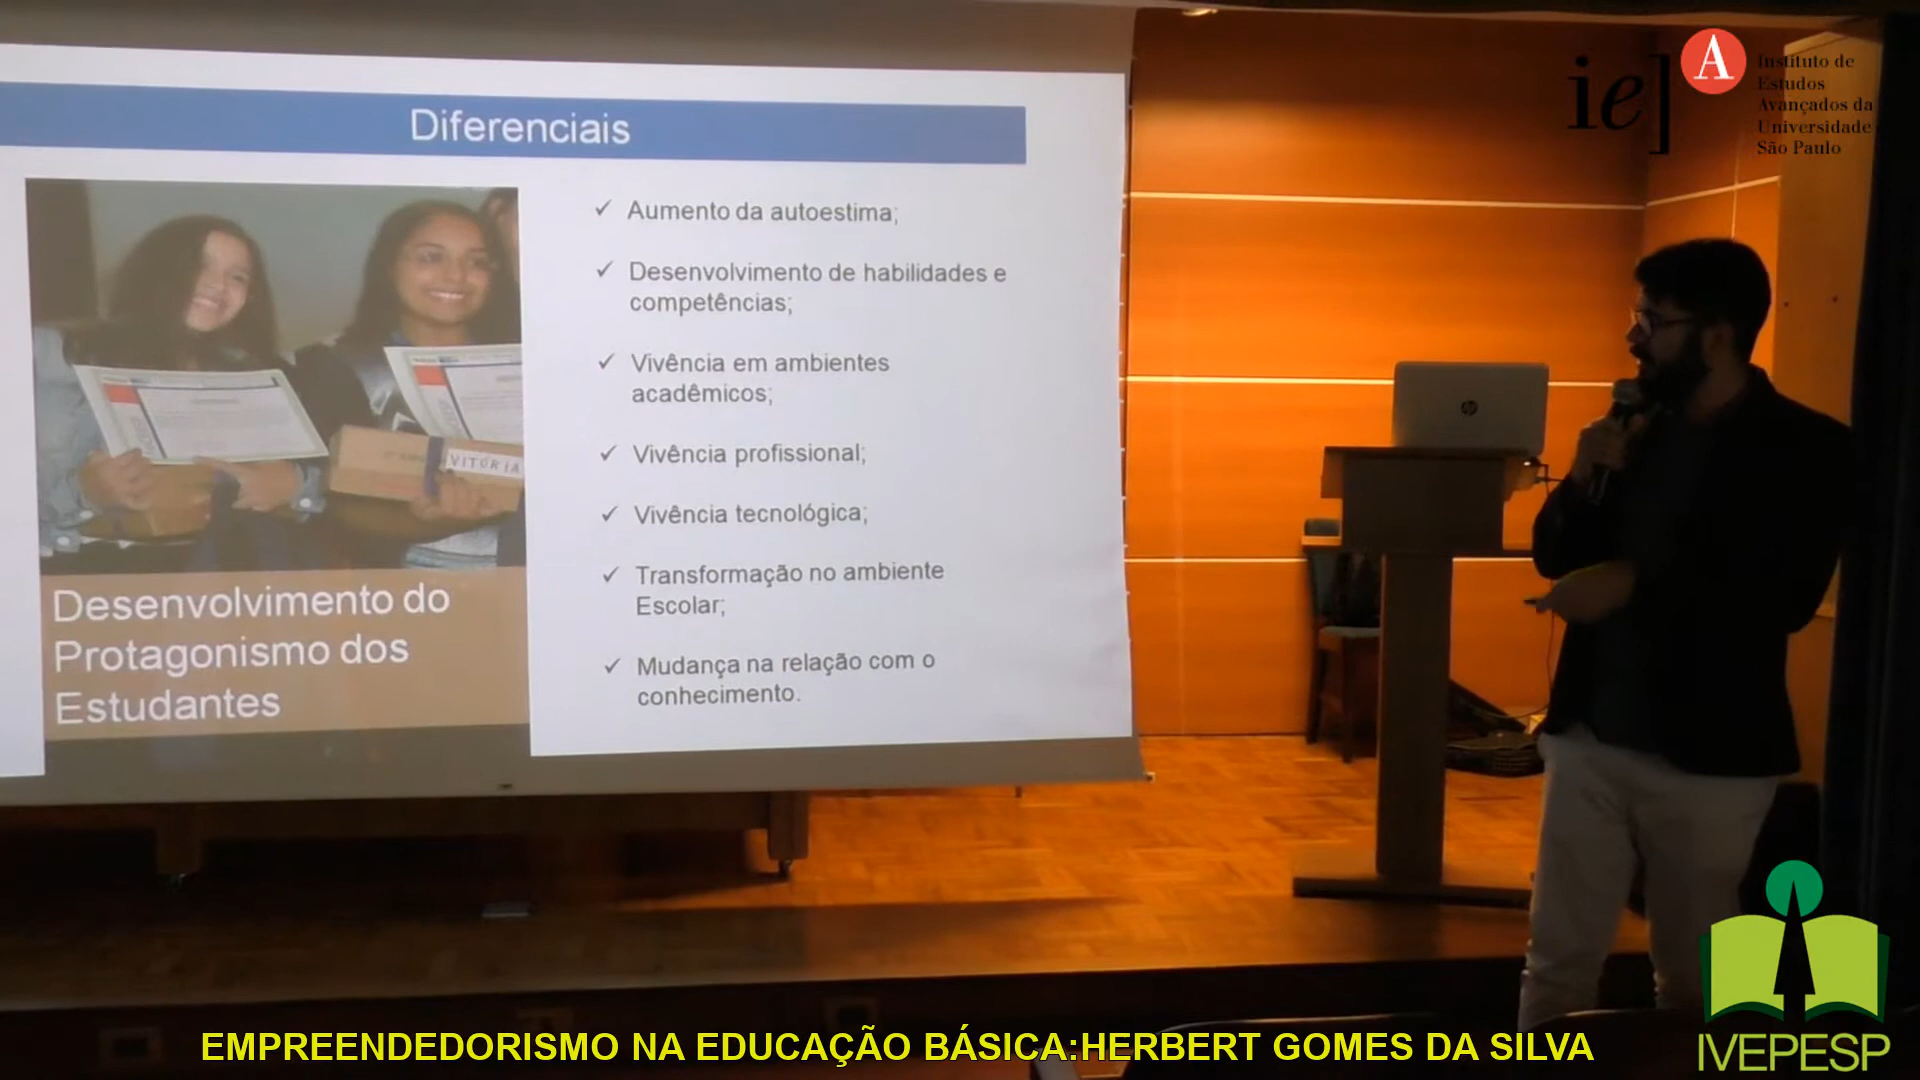 Diferenciais
✓ Aumento da autoestima;
✓ Desenvolvimento de habilidades e
competências;
✓ Vivência em ambientes
acadêmicos;
✓ Vivência profissional;
✓ Vivência tecnológica;
✓ Transformação no ambiente
Escolar;
✓ Mudança na relação com o
conhecimento.
VITÓRIA
Desenvolvimento do
Protagonismo dos
Estudantes
ie] A
Instituto de
Estudos
Avançados da
Universidade
São Paulo
hp
EMPREENDEDORISMO NA EDUCAÇÃO BÁSICA:HERBERT GOMES DA SILVA
IVEPESP